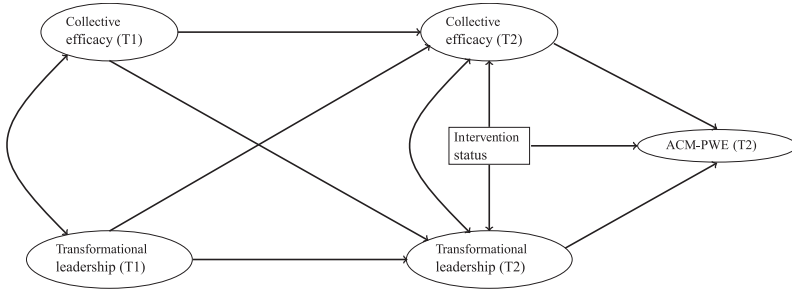 Collective
efficacy (T1)
Collective
efficacy (T2)
Intervention
status
ACM-PWE (T2)
Transformational
leadership (T1)
Transformational
leadership (T2)